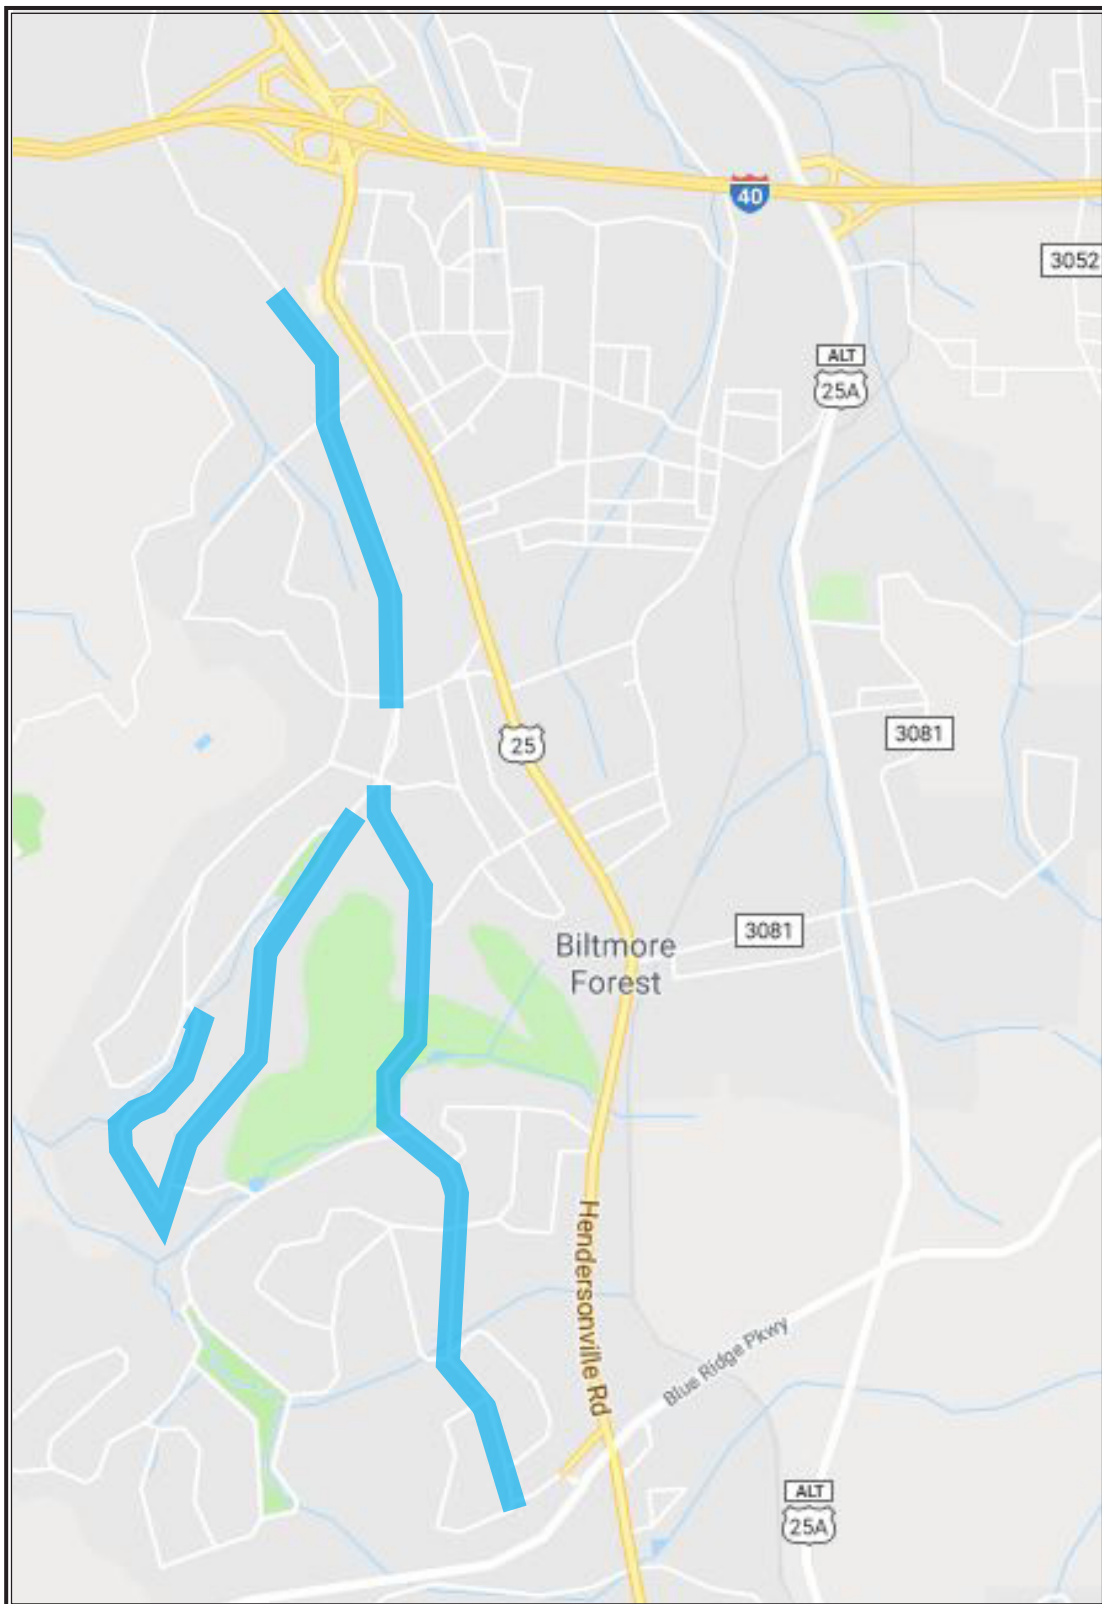 40
3052
ALT
25A
25
3081
3081
Biltmore
Forest
Hendersonville Rd
Blue Ridge Pkwy
ALT
25A